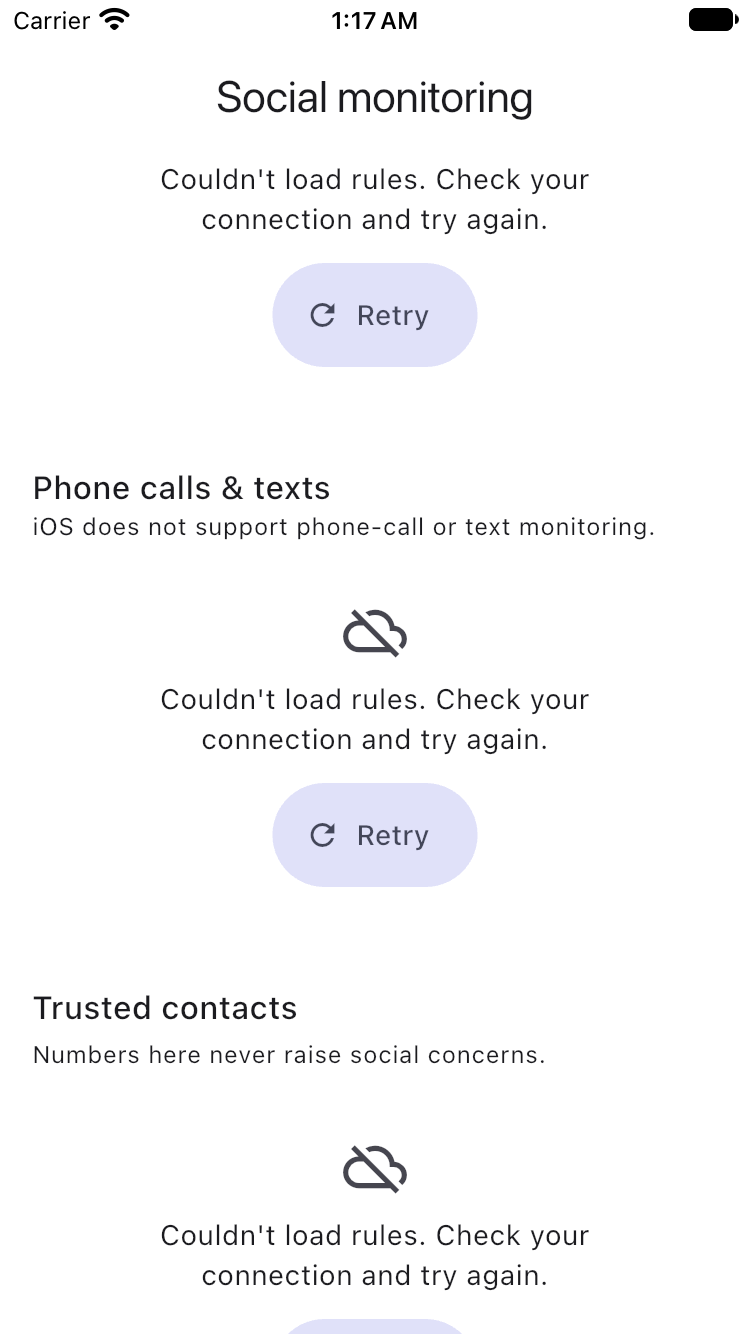 Carrier 1:17 AM
Social monitoring
Couldn't load rules. Check your
connection and try again.
Retry
Phone calls & texts
iOS does not support phone-call or text monitoring.
Couldn't load rules. Check your
connection and try again.
Retry
Trusted contacts
Numbers here never raise social concerns.
Couldn't load rules. Check your
connection and try again.